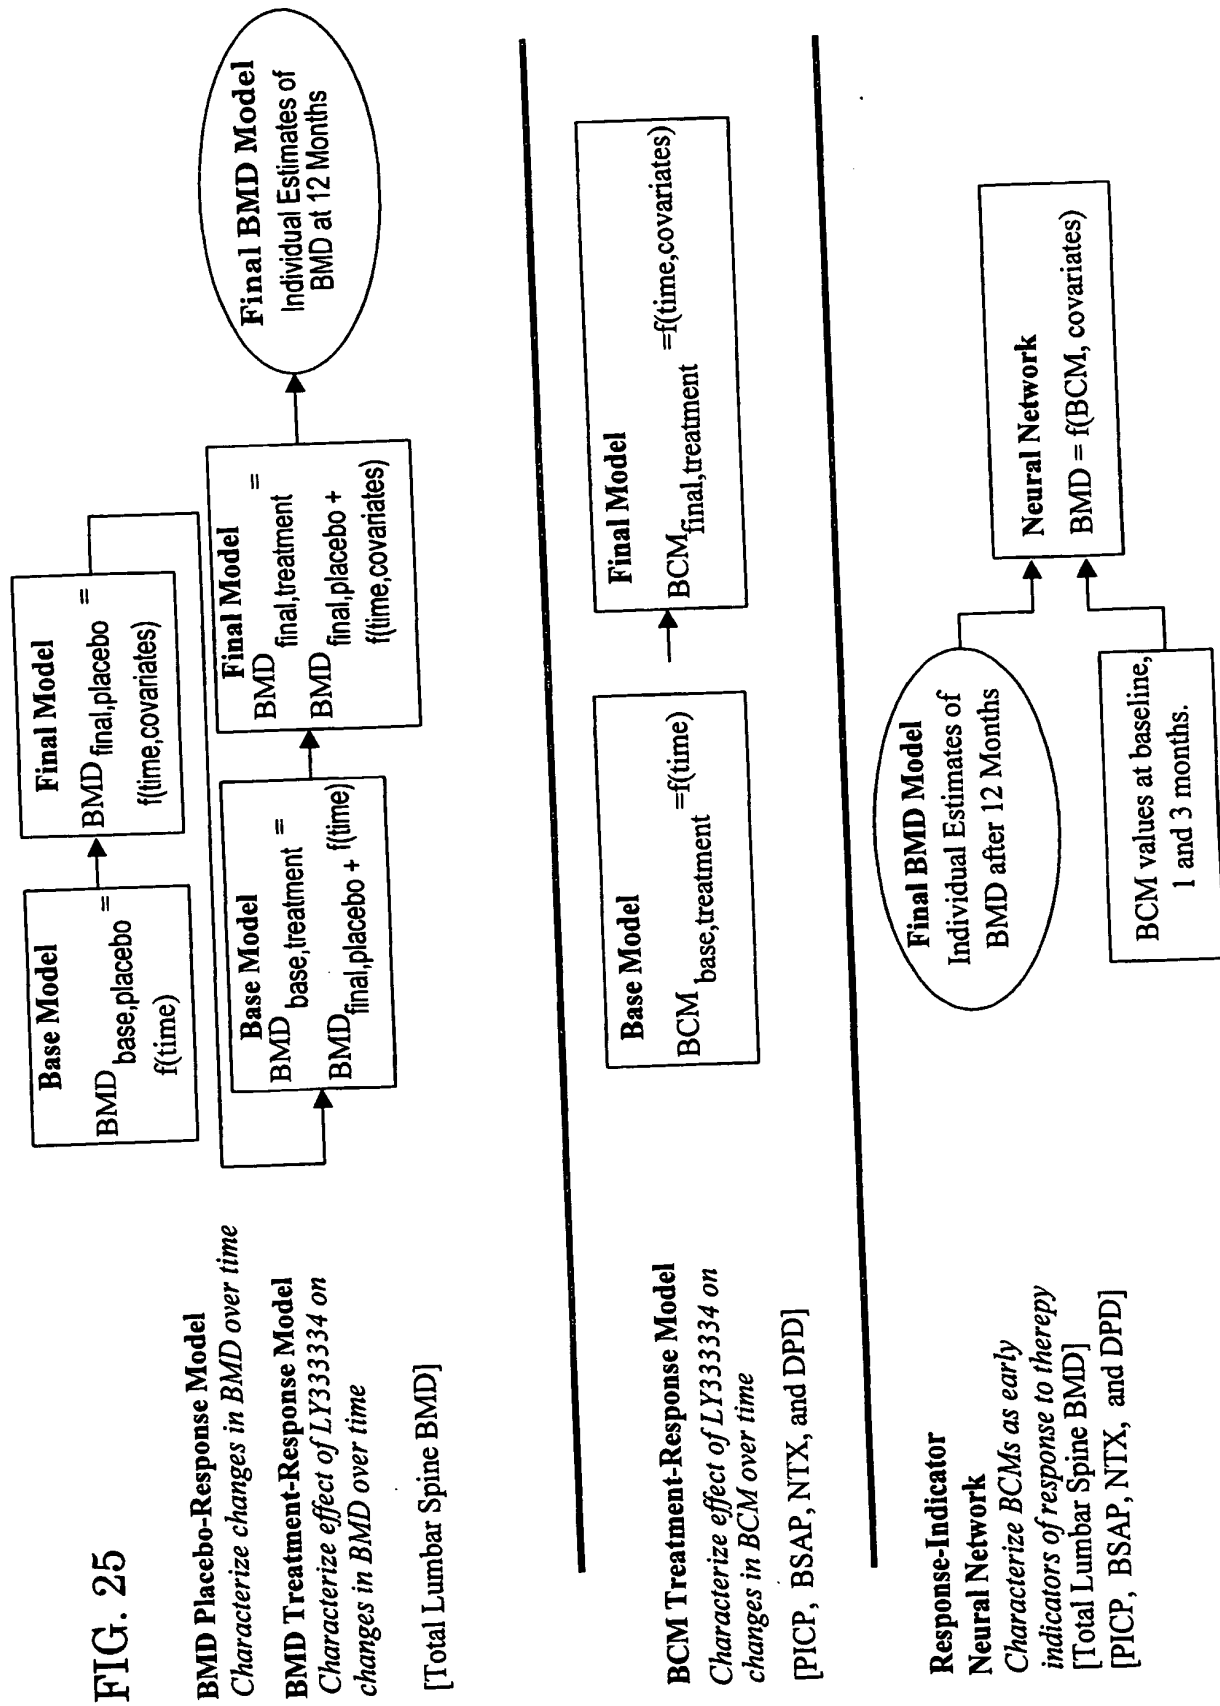 FIG. 25
BMD Placebo-Response Model
Characterize changes in BMD over time
BMD Treatment-Response Model
Characterize effect of LY333334 on
changes in BMD over time
[Total Lumbar Spine BMD]
Base Model
BMD base,placebo =
f(time)
Final Model
BMD final,placebo =
f(time,covariates)
Base Model
BMD base,treatment =
BMD final,placebo + f(time)
Final Model
BMD final,treatment =
BMD final,placebo +
f(time,covariates)
Final BMD Model
Individual Estimates of
BMD at 12 Months
BCM Treatment-Response Model
Characterize effect of LY333334 on
changes in BCM over time
[PICP, BSAP, NTX, and DPD]
Base Model
BCM base,treatment =f(time)
Final Model
BCM final,treatment =f(time,covariates)
Response-Indicator
Neural Network
Characterize BCMs as early
indicators of response to therepy
[Total Lumbar Spine BMD]
[PICP, BSAP, NTX, and DPD]
Final BMD Model
Individual Estimates of
BMD after 12 Months
BCM values at baseline,
1 and 3 months.
Neural Network
BMD = f(BCM, covariates)